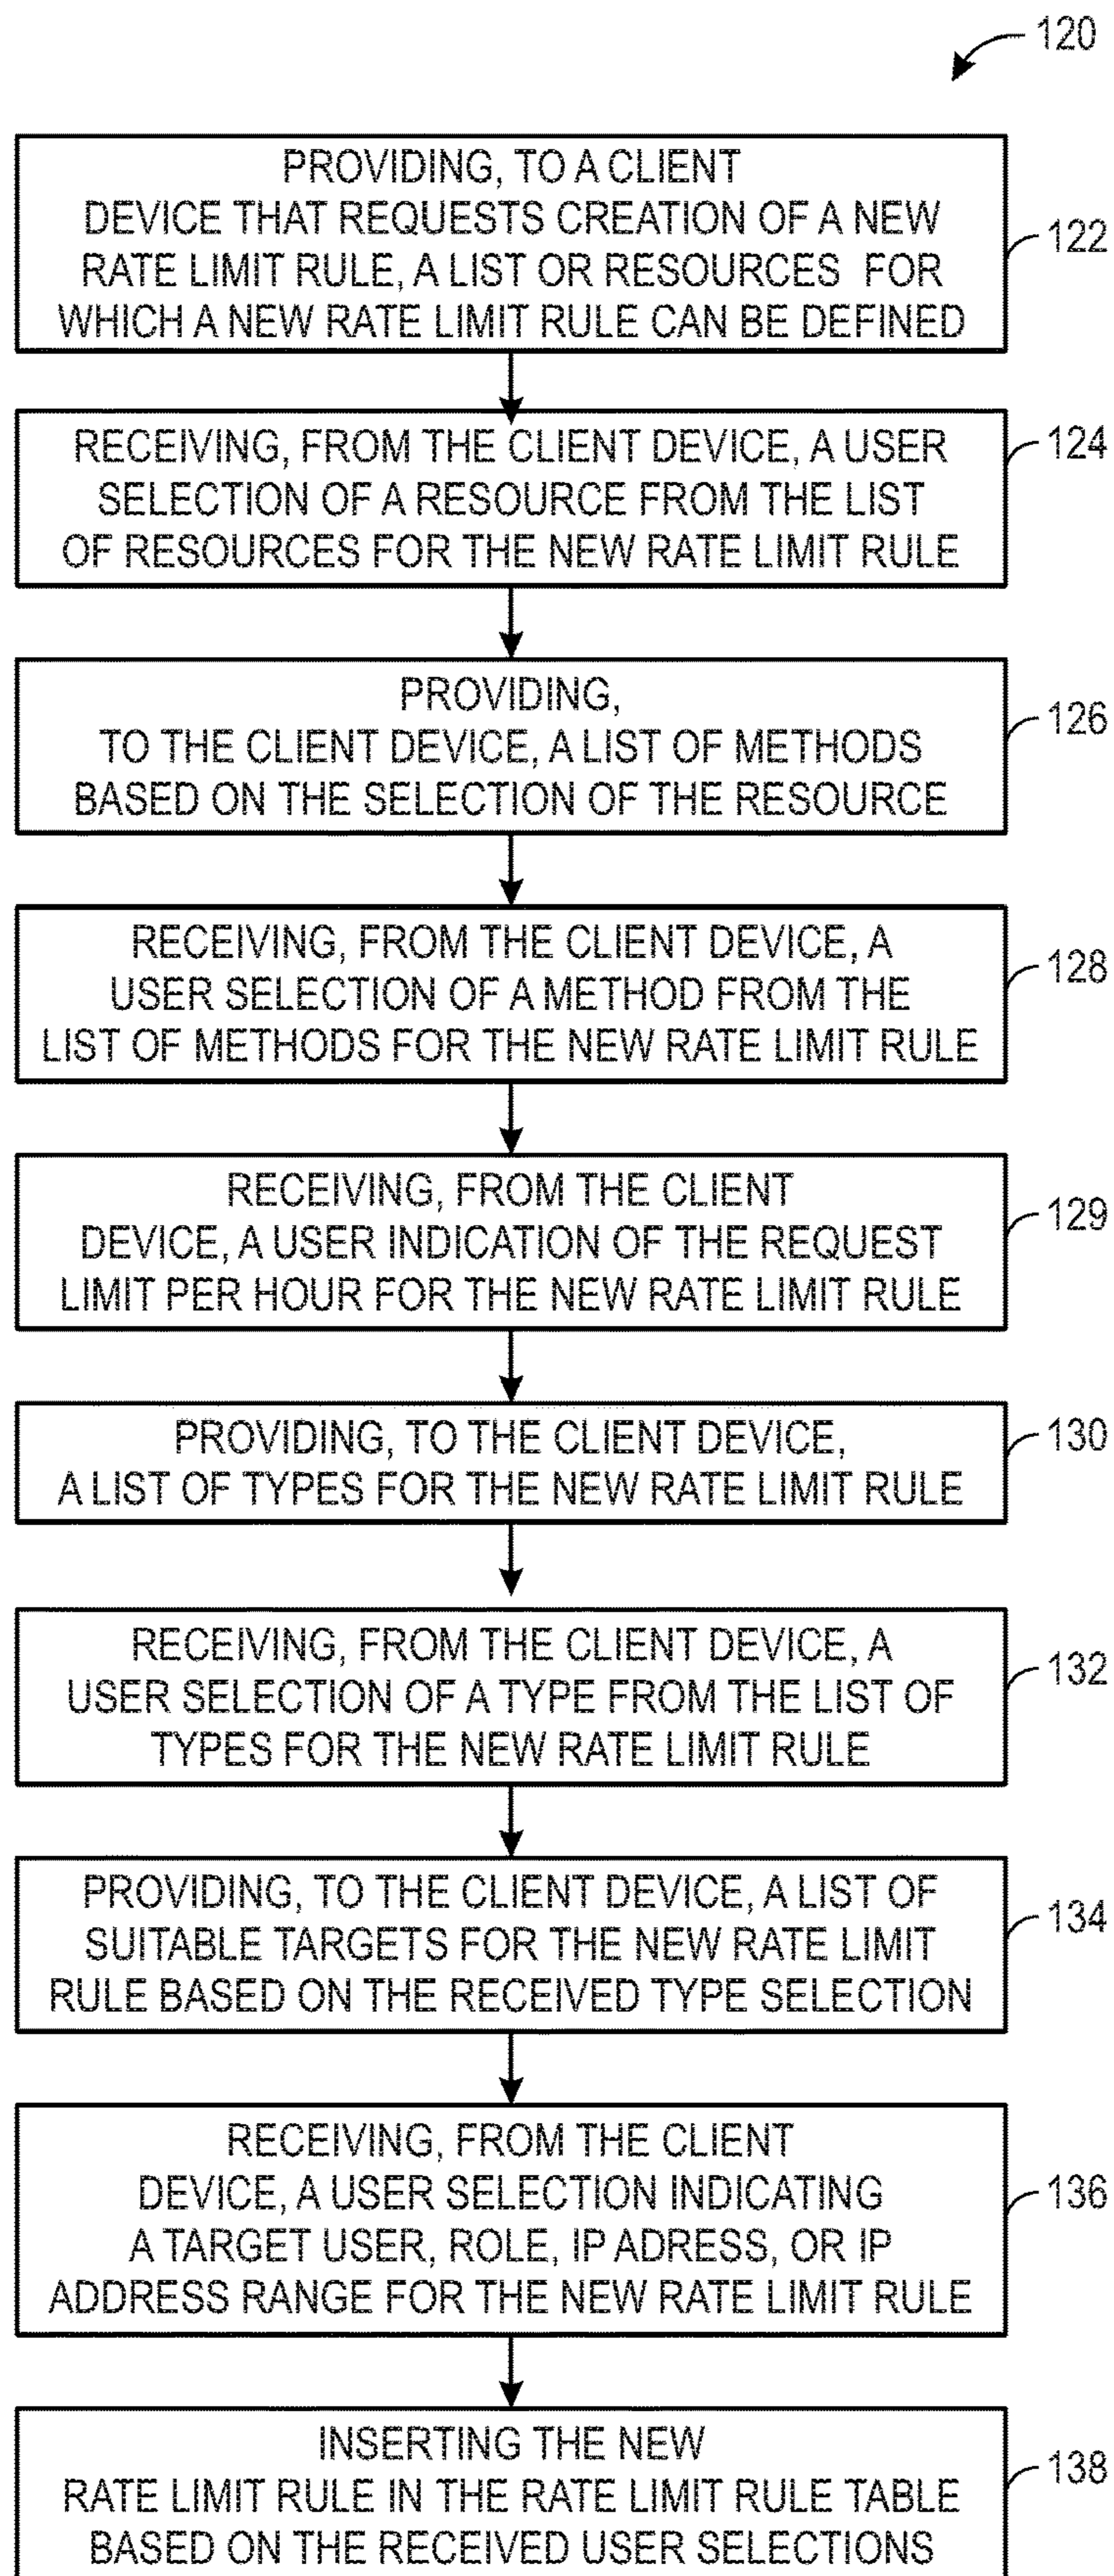 120
PROVIDING, TO A CLIENT
DEVICE THAT REQUESTS CREATION OF A NEW
RATE LIMIT RULE, A LIST OR RESOURCES FOR
WHICH A NEW RATE LIMIT RULE CAN BE DEFINED
122
RECEIVING, FROM THE CLIENT DEVICE, A USER
SELECTION OF A RESOURCE FROM THE LIST
OF RESOURCES FOR THE NEW RATE LIMIT RULE
124
PROVIDING,
TO THE CLIENT DEVICE, A LIST OF METHODS
BASED ON THE SELECTION OF THE RESOURCE
126
RECEIVING, FROM THE CLIENT DEVICE, A
USER SELECTION OF A METHOD FROM THE
LIST OF METHODS FOR THE NEW RATE LIMIT RULE
128
RECEIVING, FROM THE CLIENT
DEVICE, A USER INDICATION OF THE REQUEST
LIMIT PER HOUR FOR THE NEW RATE LIMIT RULE
129
PROVIDING, TO THE CLIENT DEVICE,
A LIST OF TYPES FOR THE NEW RATE LIMIT RULE
130
RECEIVING, FROM THE CLIENT DEVICE, A
USER SELECTION OF A TYPE FROM THE LIST OF
TYPES FOR THE NEW RATE LIMIT RULE
132
PROVIDING, TO THE CLIENT DEVICE, A LIST OF
SUITABLE TARGETS FOR THE NEW RATE LIMIT
RULE BASED ON THE RECEIVED TYPE SELECTION
134
RECEIVING, FROM THE CLIENT
DEVICE, A USER SELECTION INDICATING
A TARGET USER, ROLE, IP ADRESS, OR IP
ADDRESS RANGE FOR THE NEW RATE LIMIT RULE
136
INSERTING THE NEW
RATE LIMIT RULE IN THE RATE LIMIT RULE TABLE
BASED ON THE RECEIVED USER SELECTIONS
138